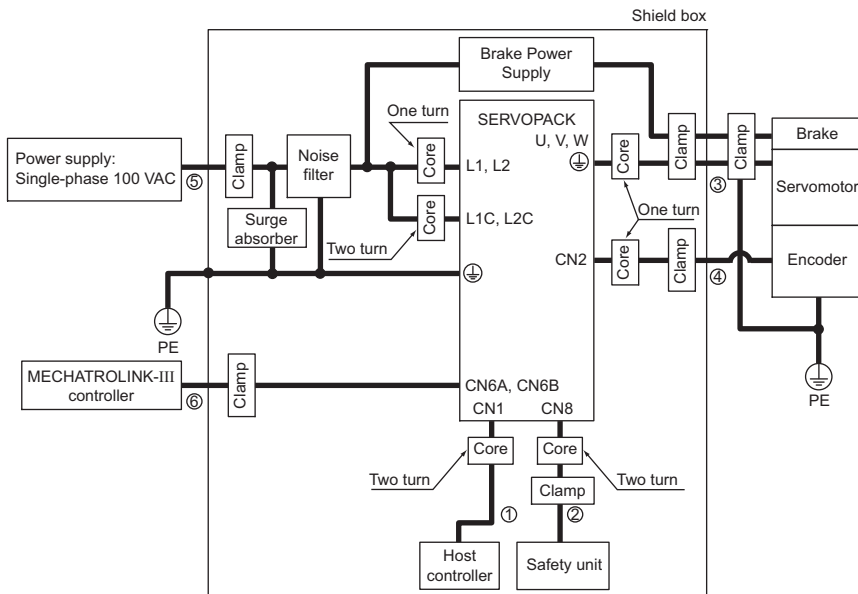 Shield box
Brake Power
Supply
One turn
SERVOPACK
U, V, W
Core
Clamp
Clamp
Brake
Power supply:
Single-phase 100 VAC
⑤
Clamp
Noise
filter
Core
L1, L2
③
Servomotor
Surge
absorber
Core
L1C, L2C
One turn
Two turn
CN2
Core
Clamp
④
Encoder
PE
MECHATROLINK-III
controller
⑥
Clamp
CN6A, CN6B
CN1
CN8
PE
Two turn
Core
Core
Two turn
Clamp
①
②
Host
controller
Safety unit